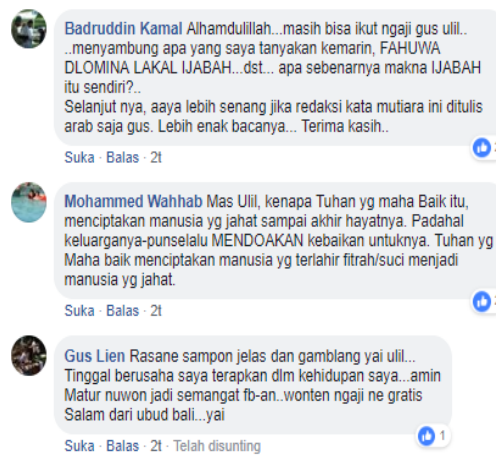 Badruddin Kamal Alhamdulillah...masih bisa ikut ngaji gus ulil..
..menyambung apa yang saya tanyakan kemarin, FAHUWA
DLOMINA LAKAL IJABAH...dst... apa sebenarnya makna IJABAH
itu sendiri?..
Selanjut nya, aaya lebih senang jika redaksi kata mutiara ini ditulis
arab saja gus. Lebih enak bacanya... Terima kasih..
Suka · Balas · 2t
Mohammed Wahhab Mas Ulil, kenapa Tuhan yg maha Baik itu,
menciptakan manusia yg jahat sampai akhir hayatnya. Padahal
keluarganya-punselalu MENDOAKAN kebaikan untuknya. Tuhan yg
Maha baik menciptakan manusia yg terlahir fitrah/suci menjadi
manusia yg jahat.
Suka · Balas · 2t
Gus Lien Rasane sampon jelas dan gamblang yai ulil...
Tinggal berusaha saya terapkan dlm kehidupan saya...amin
Matur nuwon jadi semangat fb-an..wonten ngaji ne gratis
Salam dari ubud bali...yai
1
Suka · Balas · 2t · Telah disunting